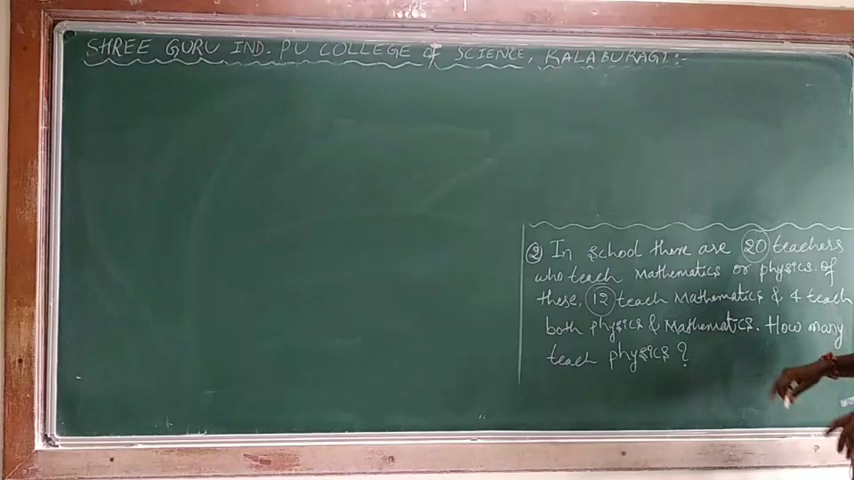 SHREE GURU IND. PU COLLEGE of SCIENCE, KALABURAGI :-
② In school there are 20 teachers
who teach Mathematics or physics. of
these, 12 teach Mathematics & 4 teach
both physics & Mathematics. How many
teach physics ?